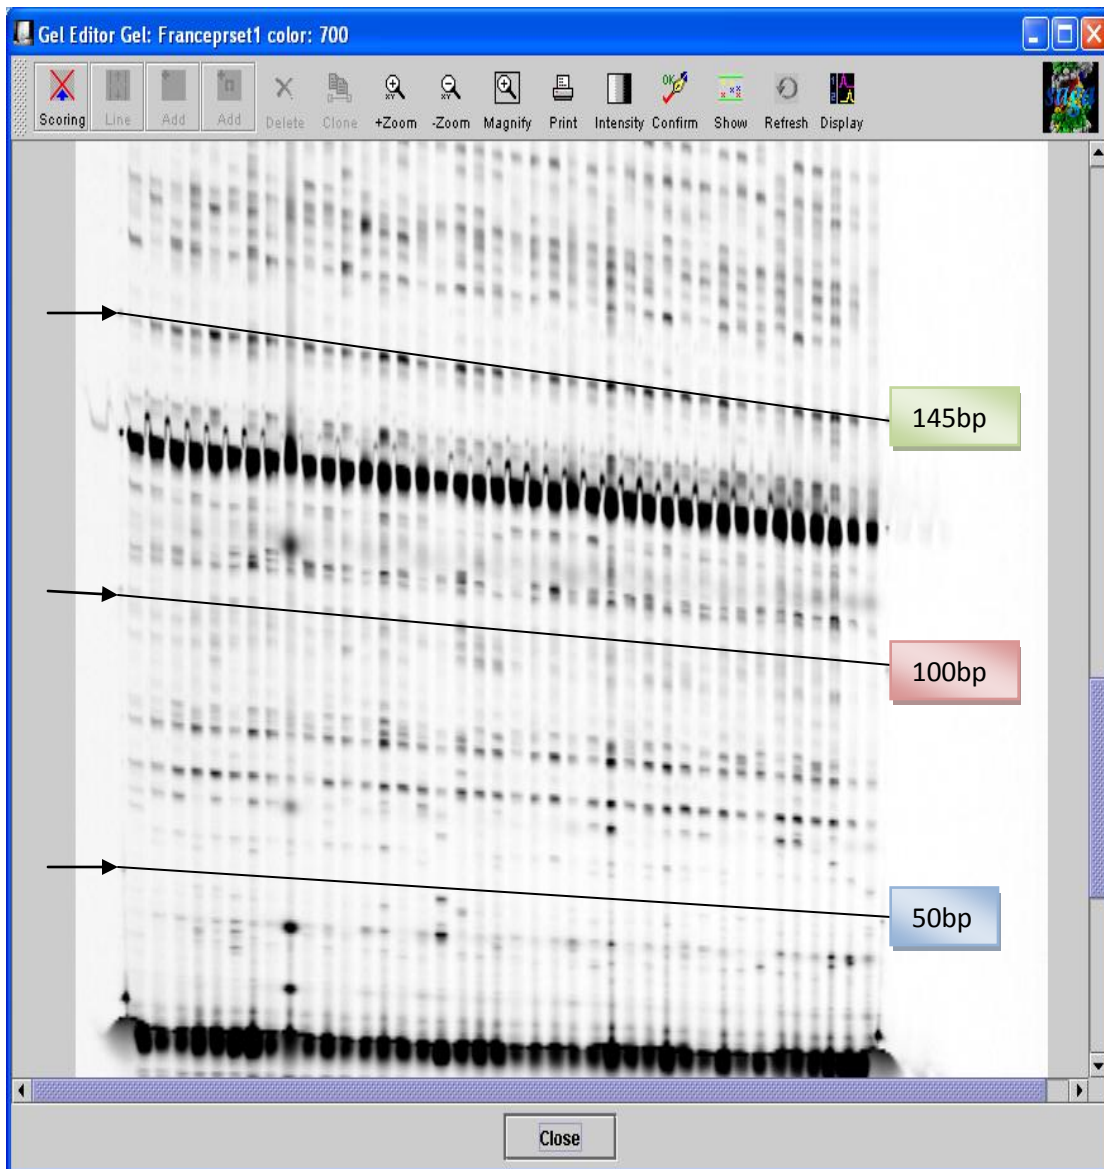 Gel Editor Gel: Franceprset1 color: 700
Scoring Line Add Add Delete Clone +Zoom -Zoom Magnify Print Intensity Confirm Show Refresh Display
145bp
100bp
50bp
Close